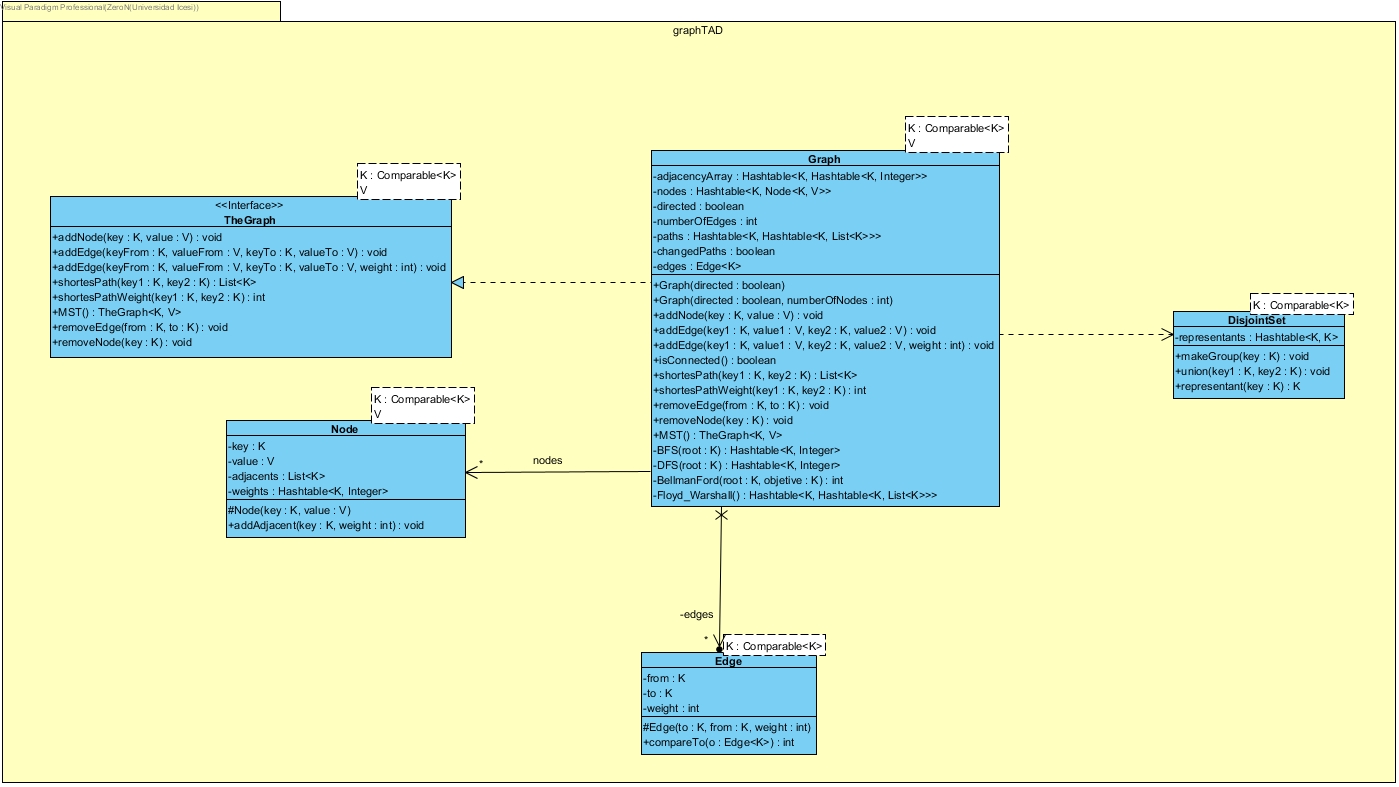 Visual Paradigm Professional(ZeroN(Universidad Icesi))
graphTAD
K : Comparable<K>
V
<<Interface>>
TheGraph
+addNode(key : K, value : V) : void
+addEdge(keyFrom : K, valueFrom : V, keyTo : K, valueTo : V) : void
+addEdge(keyFrom : K, valueFrom : V, keyTo : K, valueTo : V, weight : int) : void
+shortesPath(key1 : K, key2 : K) : List<K>
+shortesPathWeight(key1 : K, key2 : K) : int
+MST() : TheGraph<K, V>
+removeEdge(from : K, to : K) : void
+removeNode(key : K) : void
K : Comparable<K>
V
Graph
-adjacencyArray : Hashtable<K, Hashtable<K, Integer>>
-nodes : Hashtable<K, Node<K, V>>
-directed : boolean
-numberOfEdges : int
-paths : Hashtable<K, Hashtable<K, List<K>>>
-changedPaths : boolean
-edges : Edge<K>
+Graph(directed : boolean)
+Graph(directed : boolean, numberOfNodes : int)
+addNode(key : K, value : V) : void
+addEdge(key1 : K, value1 : V, key2 : K, value2 : V) : void
+addEdge(key1 : K, value1 : V, key2 : K, value2 : V, weight : int) : void
+isConnected() : boolean
+shortesPath(key1 : K, key2 : K) : List<K>
+shortesPathWeight(key1 : K, key2 : K) : int
+removeEdge(from : K, to : K) : void
+removeNode(key : K) : void
+MST() : TheGraph<K, V>
-BFS(root : K) : Hashtable<K, Integer>
-DFS(root : K) : Hashtable<K, Integer>
-BellmanFord(root : K, objetive : K) : int
-Floyd_Warshall() : Hashtable<K, Hashtable<K, List<K>>>
K : Comparable<K>
DisjointSet
-representants : Hashtable<K, K>
+makeGroup(key : K) : void
+union(key1 : K, key2 : K) : void
+representant(key : K) : K
K : Comparable<K>
V
Node
-key : K
-value : V
-adjacents : List<K>
-weights : Hashtable<K, Integer>
#Node(key : K, value : V)
+addAdjacent(key : K, weight : int) : void
*
nodes
-edges
*
K : Comparable<K>
Edge
-from : K
-to : K
-weight : int
#Edge(to : K, from : K, weight : int)
+compareTo(o : Edge<K>) : int